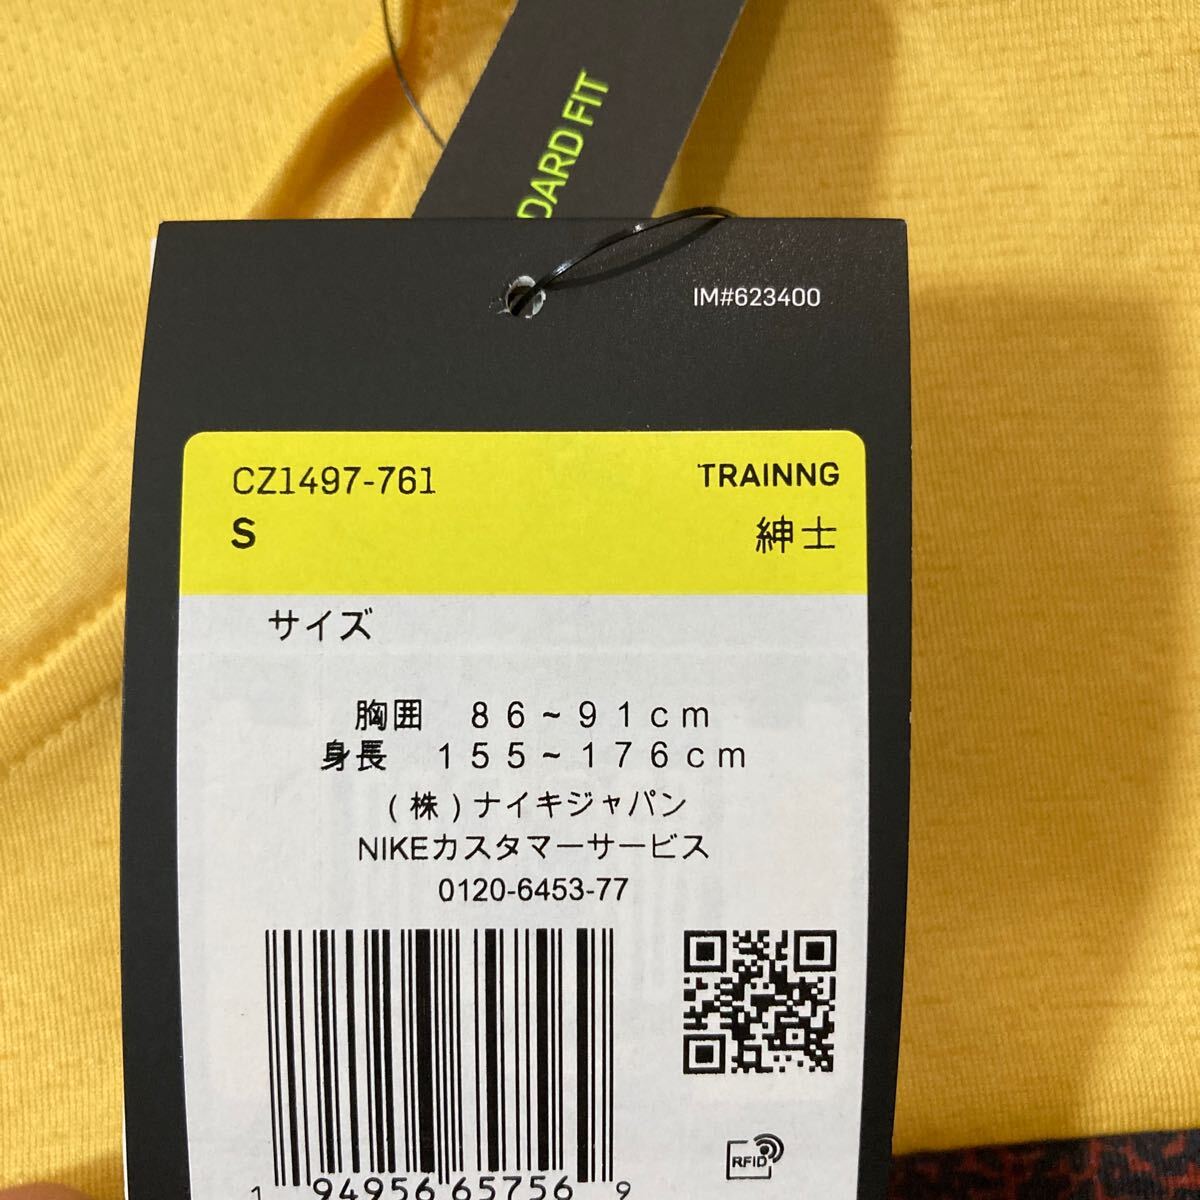 DARD FIT
IM#623400
CZ1497-761
TRAINNG
S
紳士
サイズ
胸囲 86~91cm
身長 155~176cm
(株)ナイキジャパン
NIKEカスタマーサービス
0120-6453-77
1 94956 65756 9
RFID